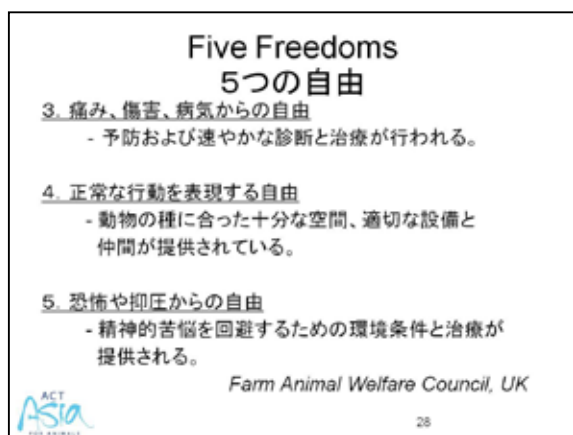 Five Freedoms
５つの自由
３．痛み、傷害、病気からの自由
- 予防および速やかな診断と治療が行われる。
４．正常な行動を表現する自由
- 動物の種に合った十分な空間、適切な設備と
仲間が提供されている。
５．恐怖や抑圧からの自由
- 精神的苦悩を回避するための環境条件と治療が
提供される。
Farm Animal Welfare Council, UK
ACT
Asia
FOR ANIMALS
28